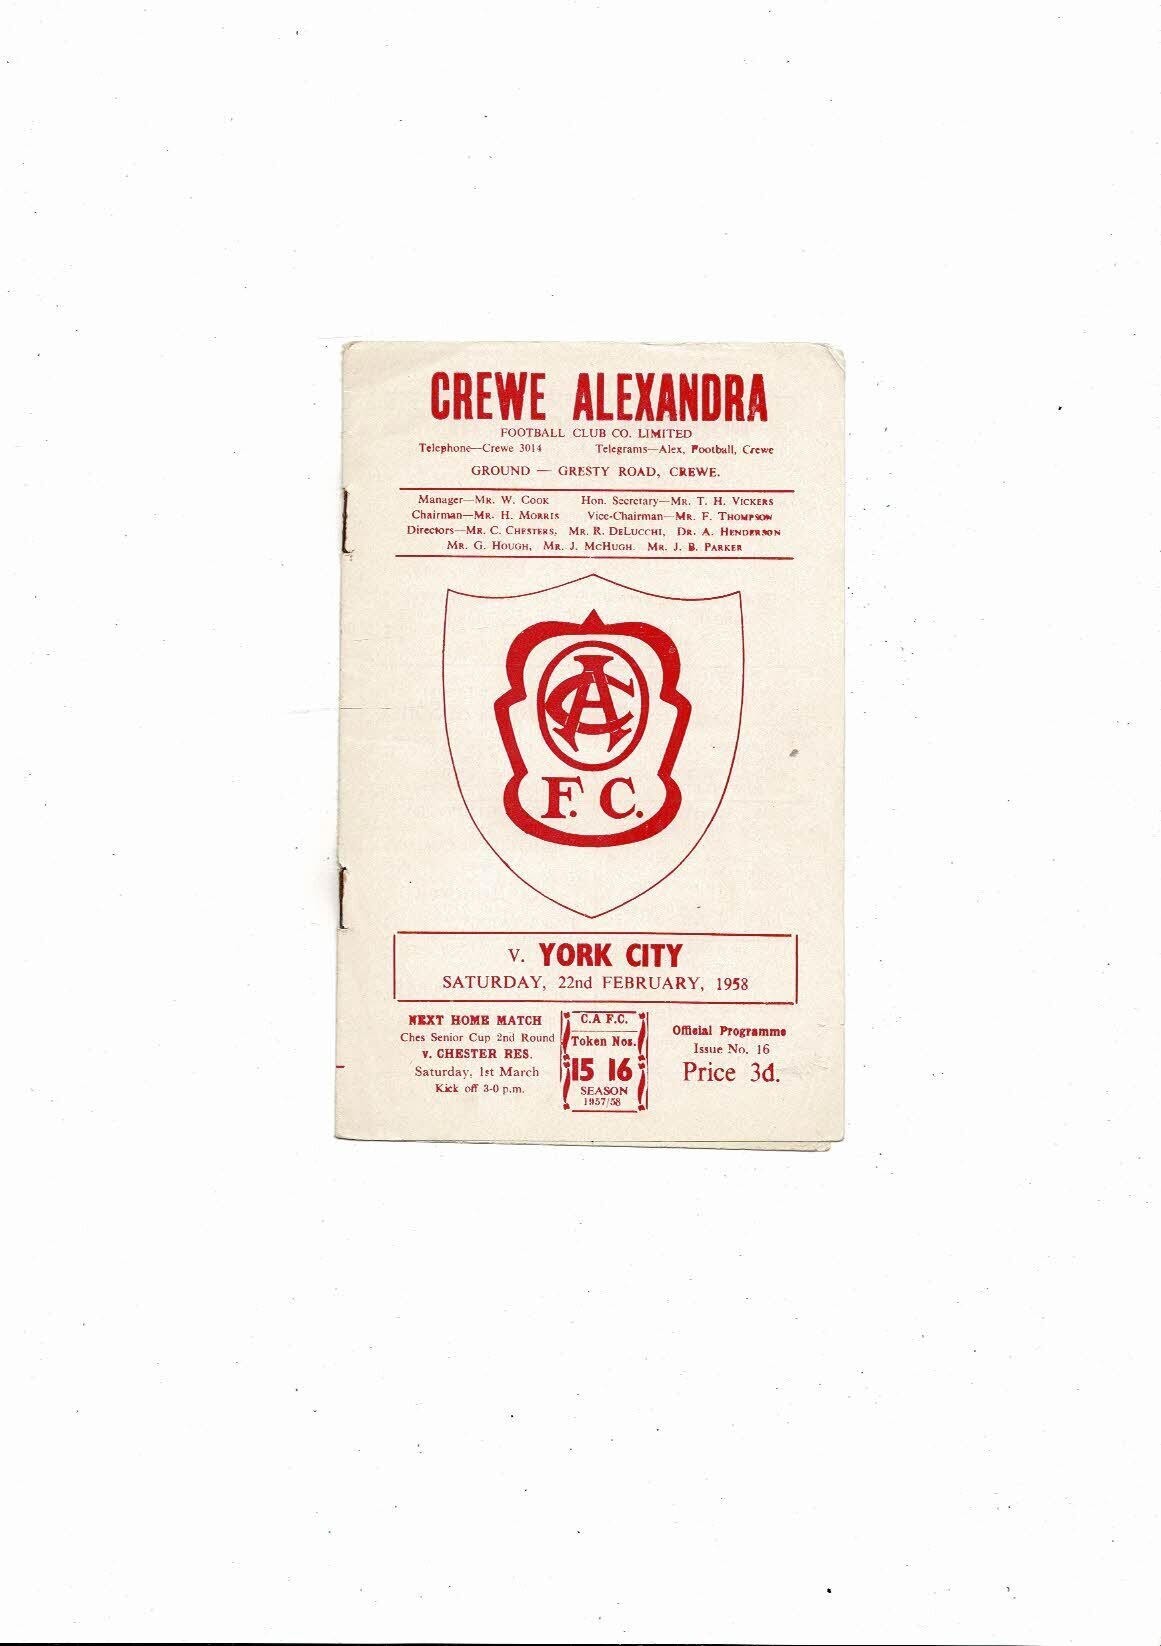 CREWE ALEXANDRA
FOOTBALL CLUB CO. LIMITED
Telephone—Crewe 3014 Telegrams—Alex, Football, Crewe
GROUND — GRESTY ROAD, CREWE.
Manager—MR. W. COOK Hon. Secretary—MR. T. H. VICKERS
Chairman—MR. H. MORRIS Vice-Chairman—MR. F. THOMPSON
Directors—MR. C. CHESTERS, MR. R. DELUCCHI, DR. A. HENDERSON
MR. G. HOUGH, MR. J. MCHUGH. MR. J. B. PARKER
CA
F.C.
v. YORK CITY
SATURDAY, 22nd FEBRUARY, 1958
NEXT HOME MATCH
Ches Senior Cup 2nd Round
v. CHESTER RES.
Saturday, 1st March
Kick off 3-0 p.m.
C.A F.C.
Token Nos.
15 16
SEASON
1957/58
Official Programme
Issue No. 16
Price 3d.